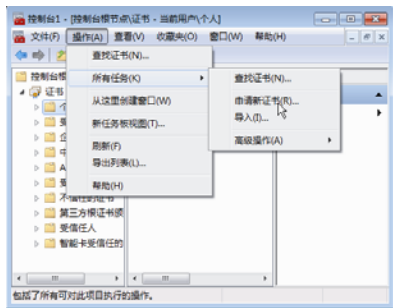 控制台1 - [控制台根节点\证书 - 当前用户\个人]
文件(F) 操作(A) 查看(V) 收藏夹(O) 窗口(W) 帮助(H)
查找证书(N)...
控制台根
所有任务(K)
查找证书(N)...
证书
从这里创建窗口(W)
申请新证书(R)...
导入(I)...
新任务板视图(T)...
高级操作(A)
刷新(F)
导出列表(L)...
帮助(H)
不信任的证书
第三方根证书颁
受信任人
智能卡受信任的
包括了所有可对此项目执行的操作。